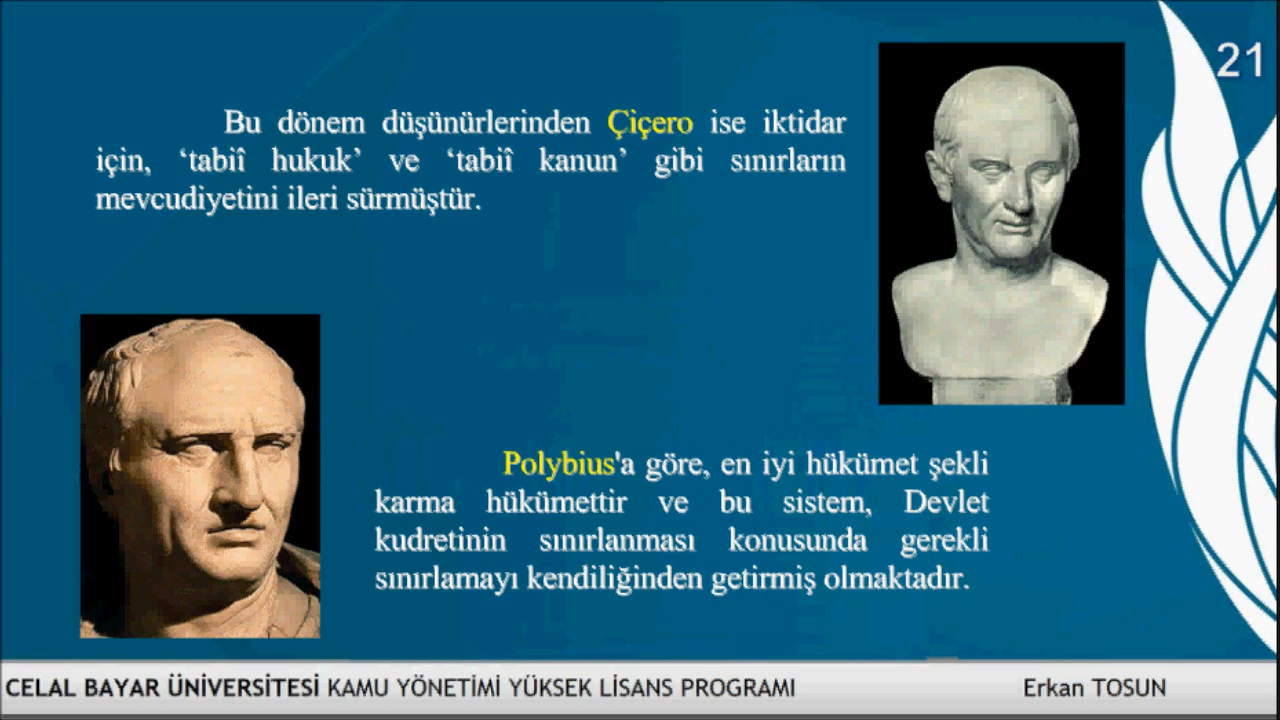 21
Bu dönem düşünürlerinden Çiçero ise iktidar
için, ‘tabiî hukuk’ ve ‘tabiî kanun’ gibi sınırların
mevcudiyetini ileri sürmüştür.
Polybius'a göre, en iyi hükümet şekli
karma hükümettir ve bu sistem, Devlet
kudretinin sınırlanması konusunda gerekli
sınırlamayı kendiliğinden getirmiş olmaktadır.
CELAL BAYAR ÜNİVERSİTESİ KAMU YÖNETİMİ YÜKSEK LİSANS PROGRAMI Erkan TOSUN